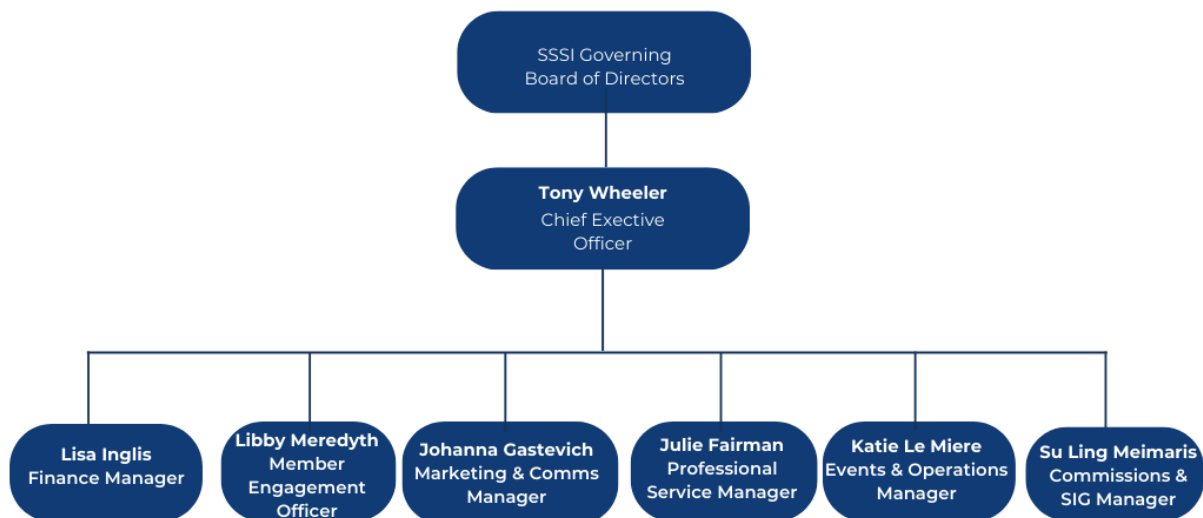 SSSI Governing
Board of Directors
Tony Wheeler
Chief Exective
Officer
Lisa Inglis
Finance Manager
Libby Meredyth
Member
Engagement
Officer
Johanna Gastevich
Marketing & Comms
Manager
Julie Fairman
Professional
Service Manager
Katie Le Miere
Events & Operations
Manager
Su Ling Meimaris
Commissions &
SIG Manager